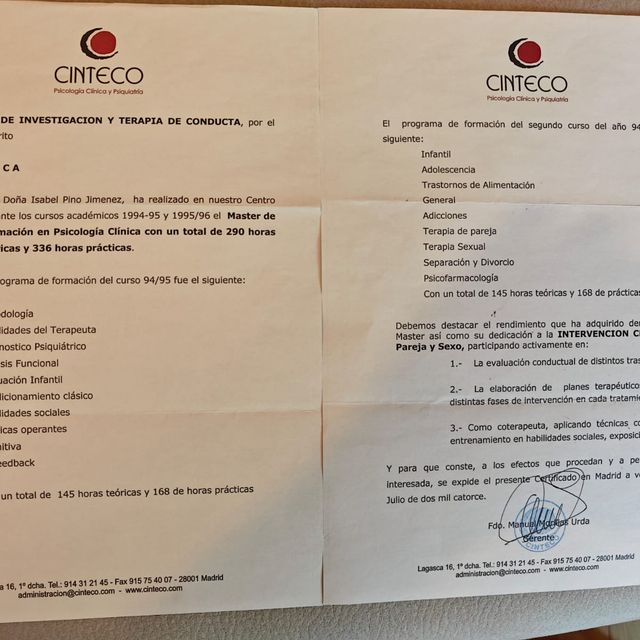 CINTECO
Psicología Clínica y Psiquiatría
DE INVESTIGACION Y TERAPIA DE CONDUCTA, por el
rito
C A
Doña Isabel Pino Jimenez, ha realizado en nuestro Centro
nte los cursos académicos 1994-95 y 1995/96 el Master de
mación en Psicología Clínica con un total de 290 horas
icas y 336 horas prácticas.
rograma de formación del curso 94/95 fue el siguiente:
odología
lidades del Terapeuta
nostico Psiquiátrico
isis Funcional
uación Infantil
dicionamiento clásico
lidades sociales
icas operantes
nitiva
eedback
un total de 145 horas teóricas y 168 de horas prácticas
a 16, 1º dcha. Tel.: 914 31 21 45 - Fax 915 75 40 07 - 28001 Madrid
administracion@cinteco.com - www.cinteco.com
CINTECO
Psicología Clínica y Psiquiatría
El programa de formación del segundo curso del año 94
siguiente:
Infantil
Adolescencia
Trastornos de Alimentación
General
Adicciones
Terapia de pareja
Terapia Sexual
Separación y Divorcio
Psicofarmacología
Con un total de 145 horas teóricas y 168 de prácticas
Debemos destacar el rendimiento que ha adquirido de
Master así como su dedicación a la INTERVENCION C
Pareja y Sexo, participando activamente en:
1.- La evaluación conductual de distintos tras
2.- La elaboración de planes terapéuticos
distintas fases de intervención en cada tratamie
3.- Como coterapeuta, aplicando técnicas co
entrenamiento en habilidades sociales, exposici
Y para que conste, a los efectos que procedan y a pe
interesada, se expide el presente Certificado en Madrid a ve
Julio de dos mil catorce.
Fdo. Manuel Urda
Gerente
CINTECO
Lagasca 16, 1º dcha. Tel.: 914 31 21 45 - Fax 915 75 40 07 - 28001 M
administracion@cinteco.com - www.cinteco.com